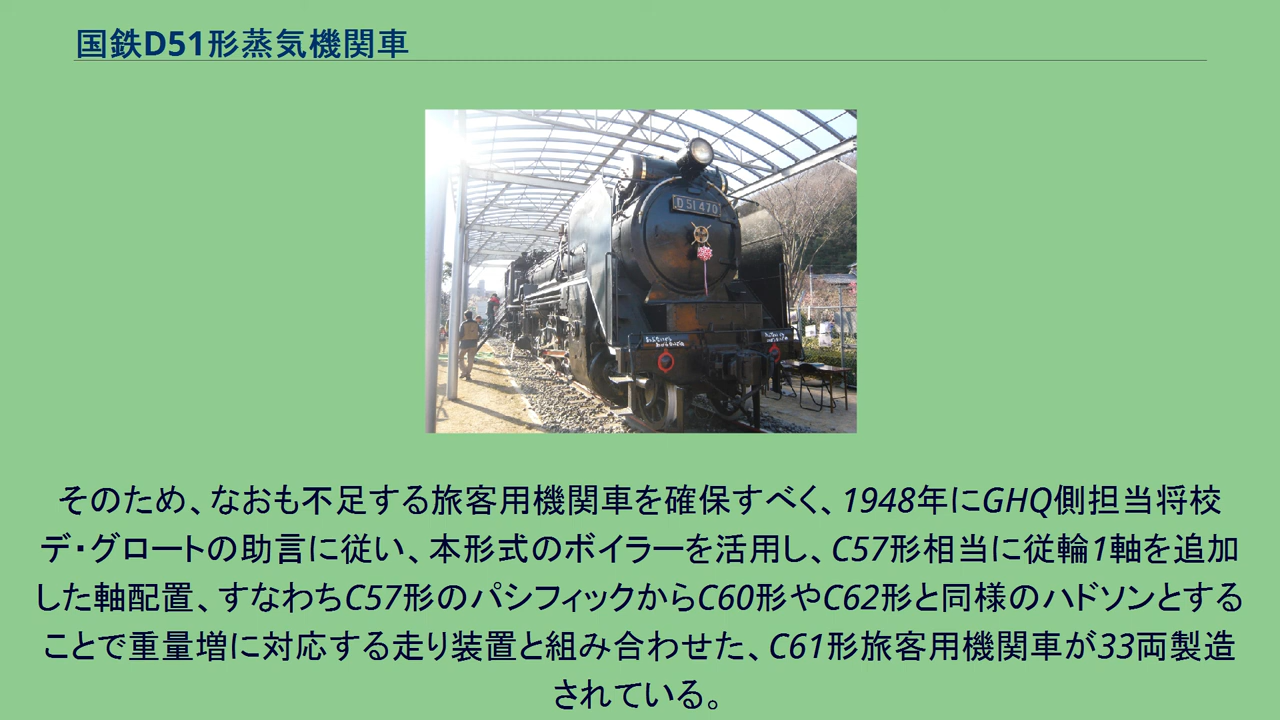 国鉄D51形蒸気機関車
D51 470
そのため、なおも不足する旅客用機関車を確保すべく、1948年にGHQ側担当将校
デ・グロートの助言に従い、本形式のボイラーを活用し、C57形相当に従輪1軸を追加
した軸配置、すなわちC57形のパシフィックからC60形やC62形と同様のハドソンとする
ことで重量増に対応する走り装置と組み合わせた、C61形旅客用機関車が33両製造
されている。